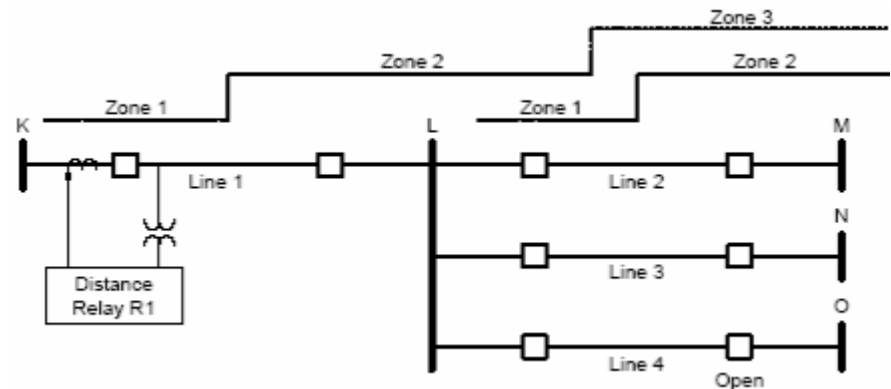 Zone 3
Zone 2
Zone 2
Zone 1
Zone 1
K
L
M
Line 1
Line 2
N
Line 3
Distance
Relay R1
O
Line 4
Open